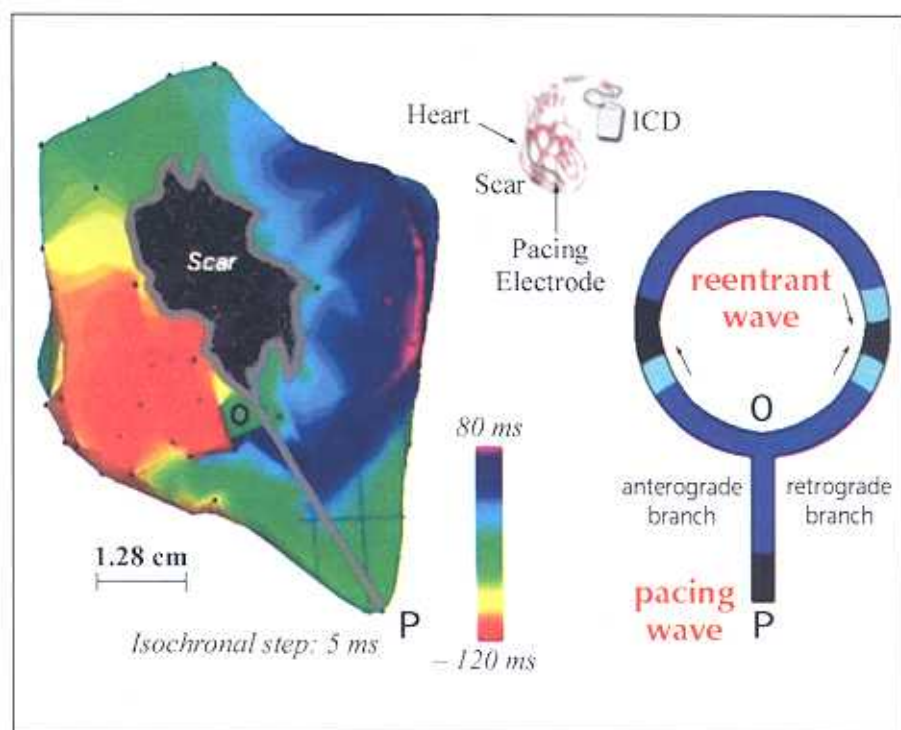 Heart
ICD
Scar
Pacing
Electrode
Scar
O
80 ms
1.28 cm
P
Isochronal step: 5 ms
– 120 ms
reentrant
wave
O
anterograde
branch
retrograde
branch
pacing
wave
P